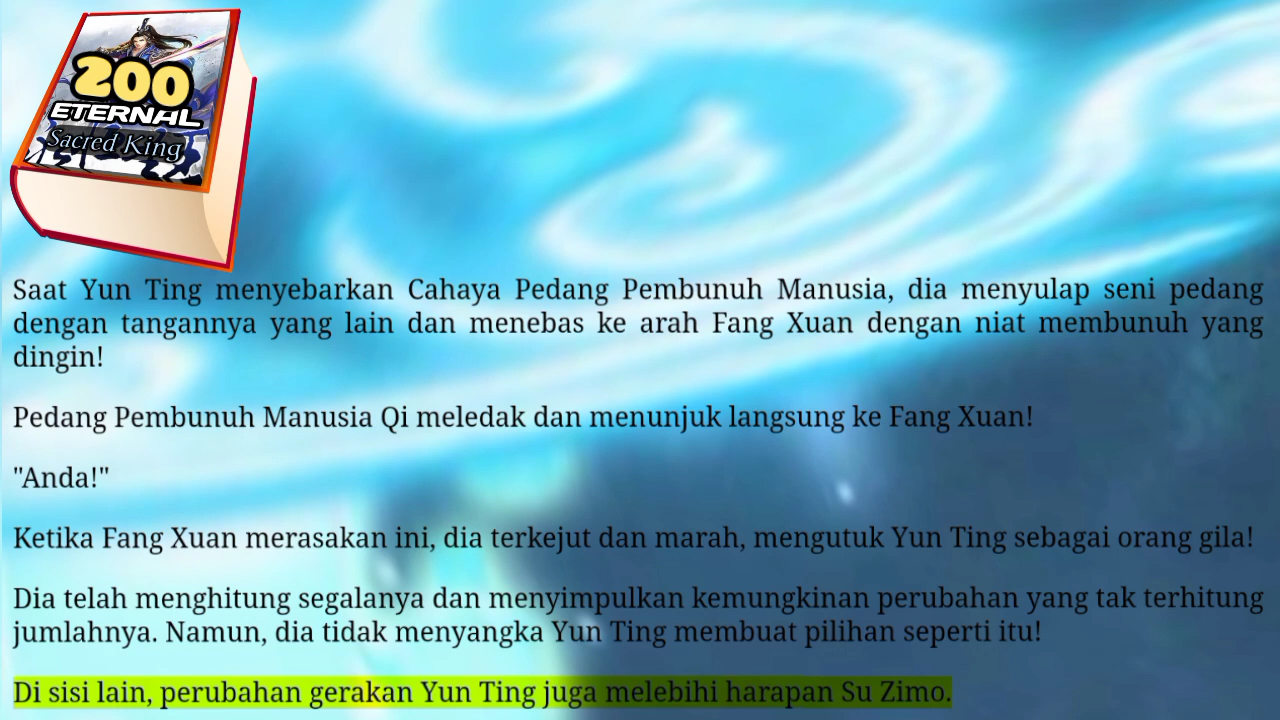 200
ETERNAL
Sacred King
Saat Yun Ting menyebarkan Cahaya Pedang Pembunuh Manusia, dia menyulap seni pedang
dengan tangannya yang lain dan menebas ke arah Fang Xuan dengan niat membunuh yang
dingin!
Pedang Pembunuh Manusia Qi meledak dan menunjuk langsung ke Fang Xuan!
"Anda!"
Ketika Fang Xuan merasakan ini, dia terkejut dan marah, mengutuk Yun Ting sebagai orang gila!
Dia telah menghitung segalanya dan menyimpulkan kemungkinan perubahan yang tak terhitung
jumlahnya. Namun, dia tidak menyangka Yun Ting membuat pilihan seperti itu!
Di sisi lain, perubahan gerakan Yun Ting juga melebihi harapan Su Zimo.